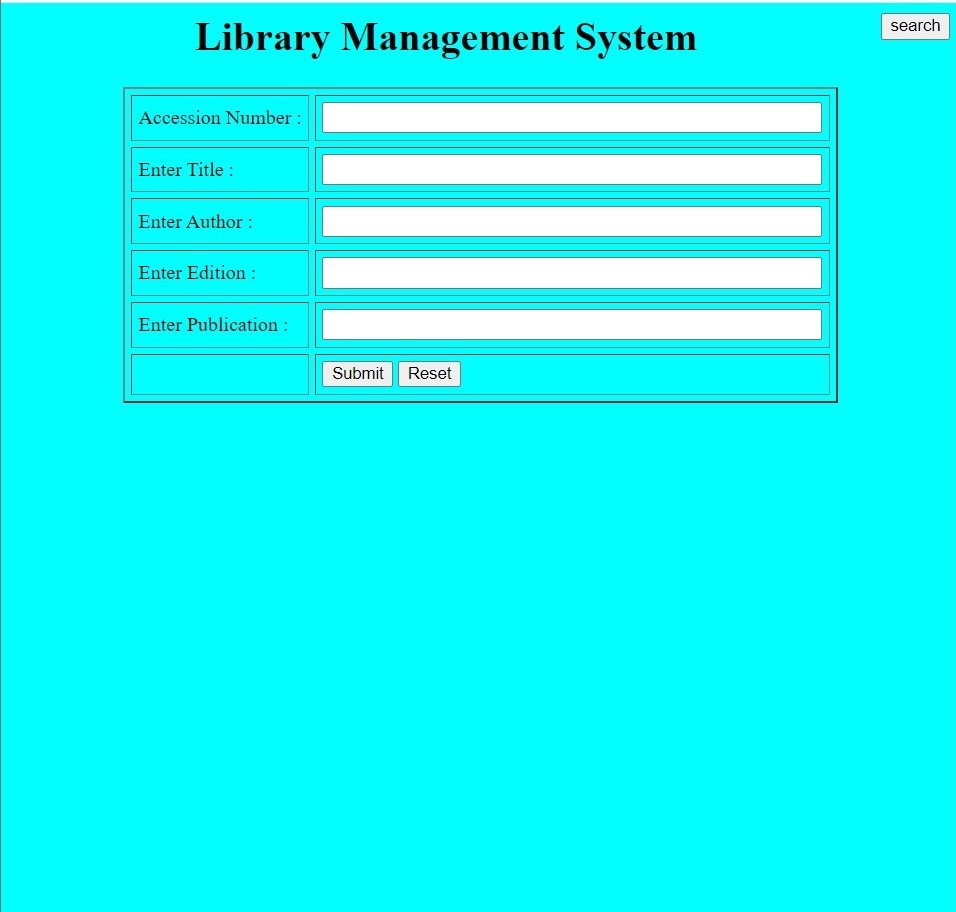 Library Management System
search
Accession Number :
Enter Title :
Enter Author :
Enter Edition :
Enter Publication :
Submit Reset